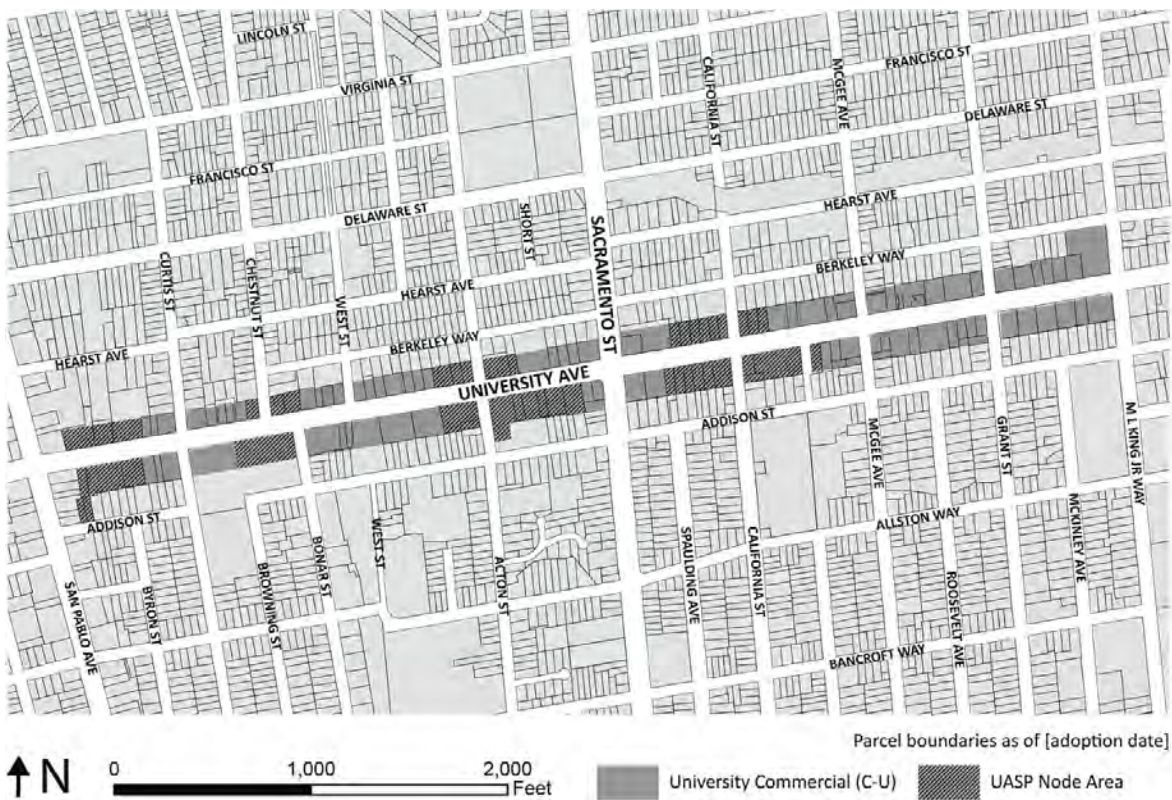 LINCOLN ST
VIRGINIA ST
FRANCISCO ST
CALIFORNIA ST
MCGEE AVE
FRANCISCO ST
DELAWARE ST
DELAWARE ST
SHORT ST
SACRAMENTO ST
HEARST AVE
CURTIS ST
CHESTNUT ST
WEST ST
HEARST AVE
BERKELEY WAY
BERKELEY WAY
HEARST AVE
UNIVERSITY AVE
ADDISON ST
ADDISON ST
SAN PABLO AVE
BYRON ST
BROWNING ST
BONAR ST
WEST ST
ACTON ST
SPAULDING AVE
CALIFORNIA ST
MCGEE AVE
ALLSTON WAY
ROOSEVELT AVE
GRANT ST
MCKINLEY AVE
M L KING JR WAY
BANCROFT WAY
Parcel boundaries as of [adoption date]
N
0 1,000 2,000
Feet
University Commercial (C-U)
UASP Node Area